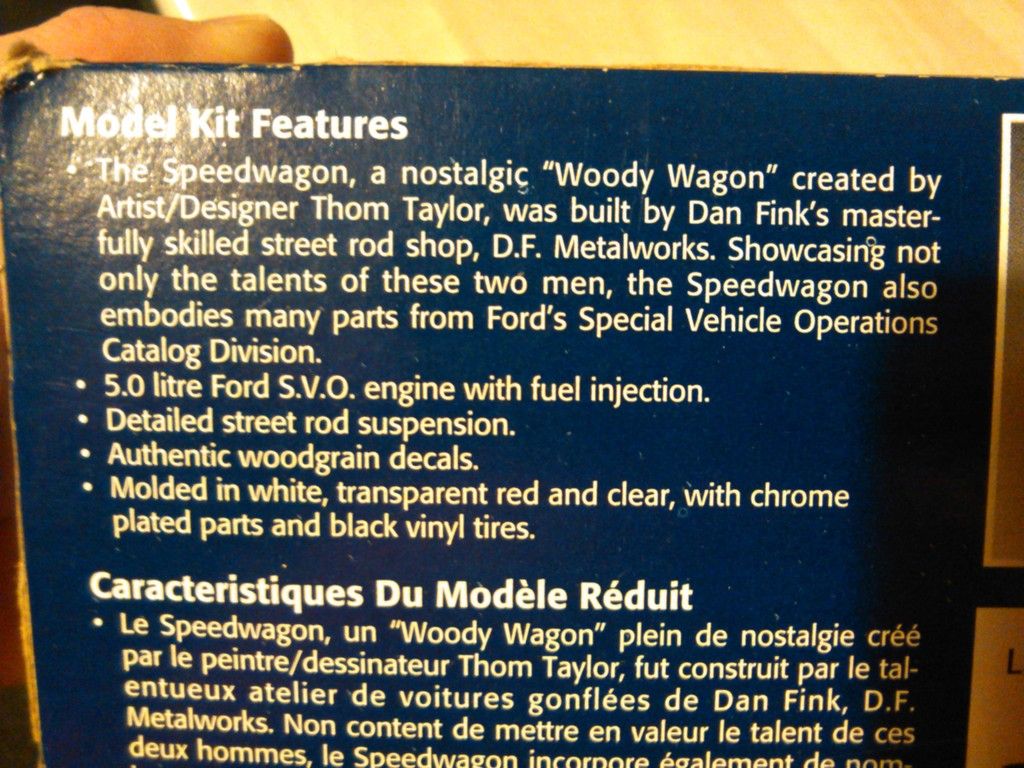 Model Kit Features
• The Speedwagon, a nostalgic "Woody Wagon" created by
Artist/Designer Thom Taylor, was built by Dan Fink's master-
fully skilled street rod shop, D.F. Metalworks. Showcasing not
only the talents of these two men, the Speedwagon also
embodies many parts from Ford's Special Vehicle Operations
Catalog Division.
• 5.0 litre Ford S.V.O. engine with fuel injection.
• Detailed street rod suspension.
• Authentic woodgrain decals.
• Molded in white, transparent red and clear, with chrome
plated parts and black vinyl tires.
Caracteristiques Du Modèle Réduit
• Le Speedwagon, un "Woody Wagon" plein de nostalgie créé
par le peintre/dessinateur Thom Taylor, fut construit par le tal-
entueux atelier de voitures gonflées de Dan Fink, D.F.
Metalworks. Non content de mettre en valeur le talent de ces
deux hommes, le Speedwagon incorpore également de nom-
L